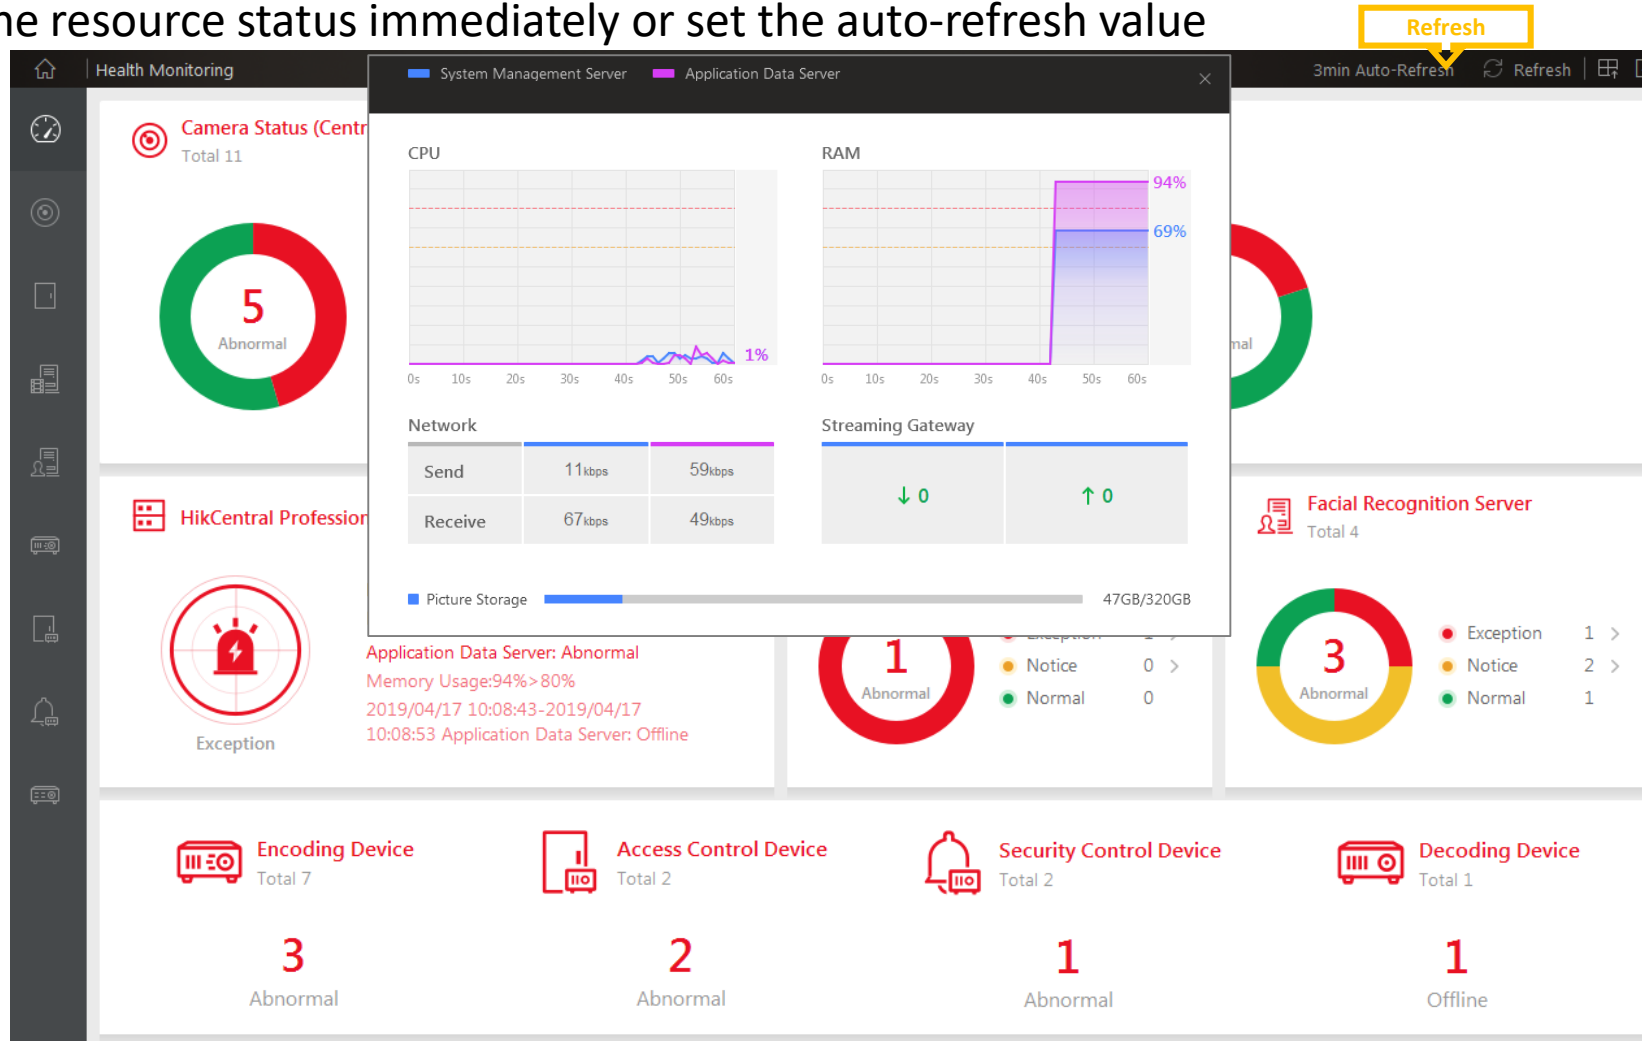 ne resource status immediately or set the auto-refresh value
Refresh
Health Monitoring
3min Auto-Refresh
Refresh
System Management Server
Application Data Server
Camera Status (Centr
Total 11
5
Abnormal
CPU
1%
0s 10s 20s 30s 40s 50s 60s
RAM
94%
69%
0s 10s 20s 30s 40s 50s 60s
mal
Network
Send 11kbps 59kbps
Receive 67kbps 49kbps
Streaming Gateway
↓ 0 ↑ 0
Picture Storage 47GB/320GB
HikCentral Profession
Exception
Application Data Server: Abnormal
Memory Usage:94%>80%
2019/04/17 10:08:43-2019/04/17
10:08:53 Application Data Server: Offline
1
Abnormal
Exception 1 >
Notice 0 >
Normal 0
Facial Recognition Server
Total 4
3
Abnormal
Exception 1 >
Notice 2 >
Normal 1
Encoding Device
Total 7
3
Abnormal
Access Control Device
Total 2
2
Abnormal
Security Control Device
Total 2
1
Abnormal
Decoding Device
Total 1
1
Offline